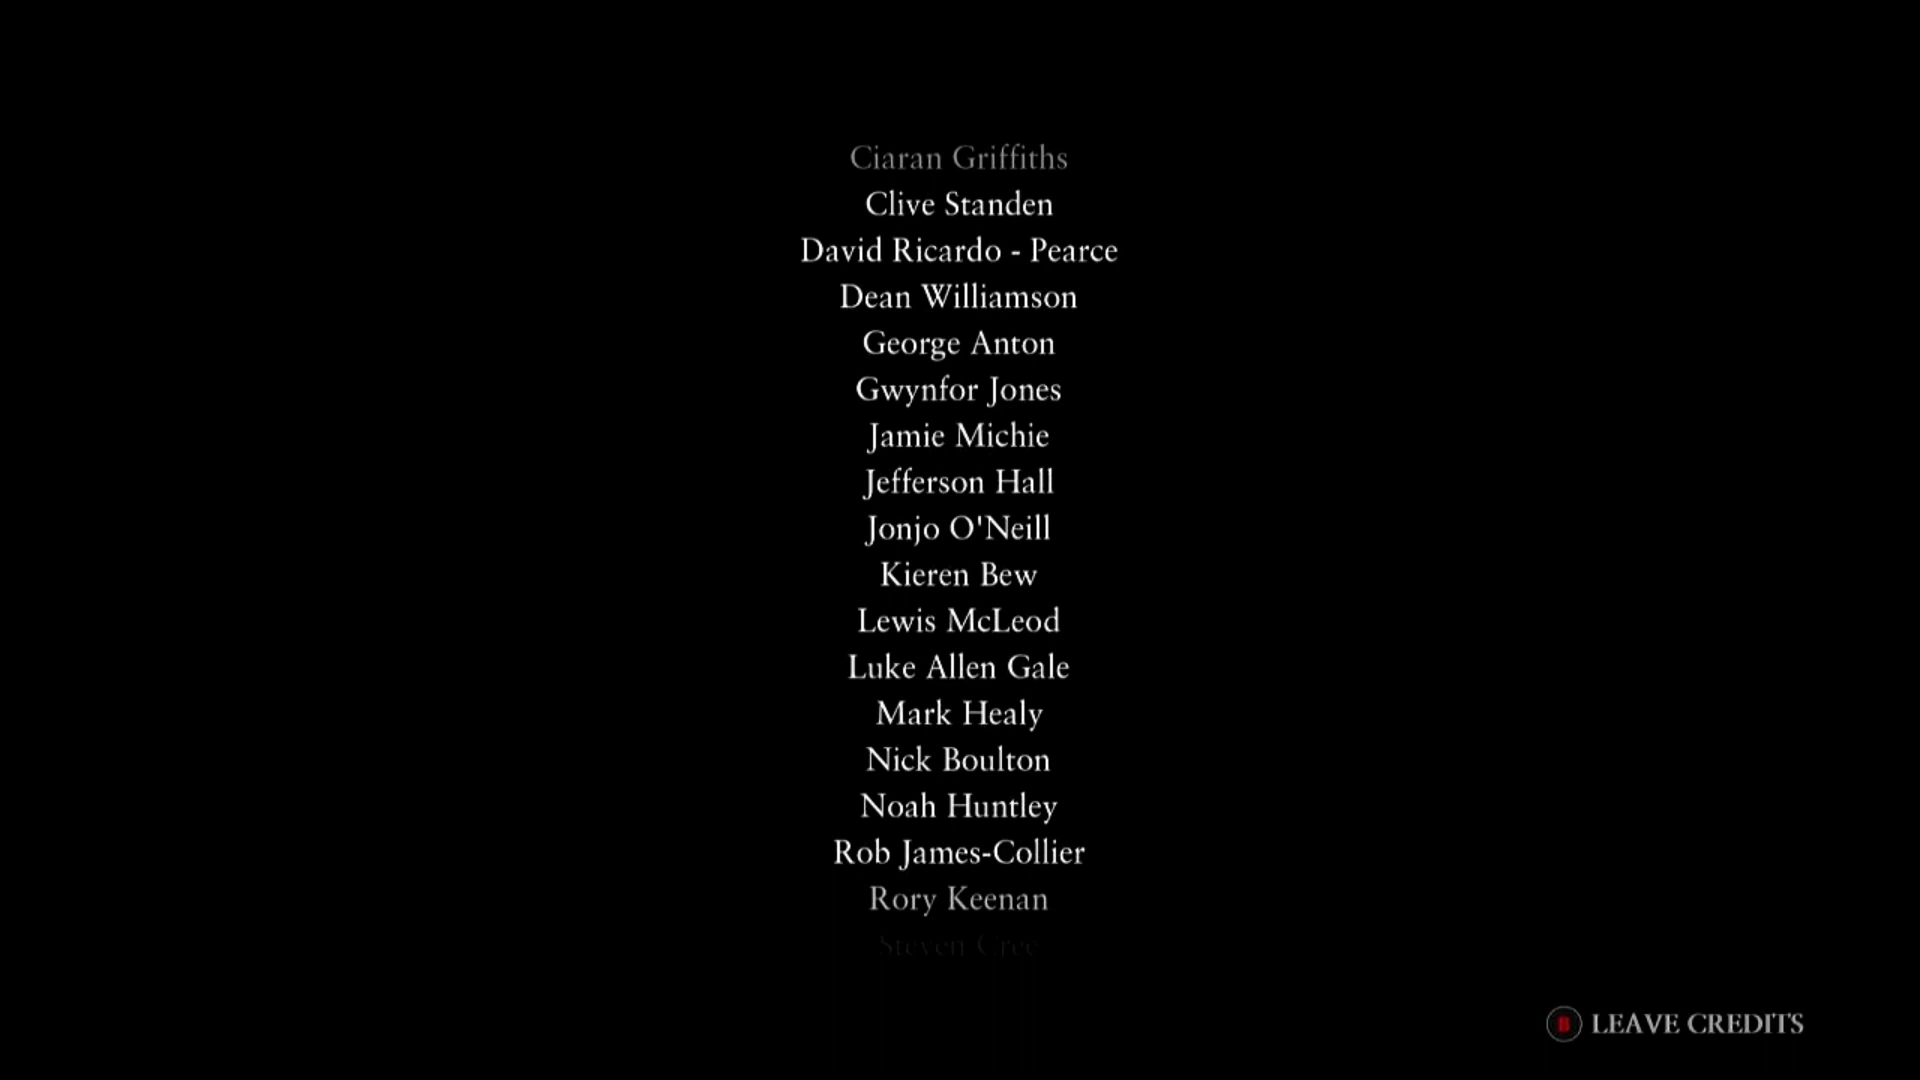 Ciaran Griffiths
Clive Standen
David Ricardo - Pearce
Dean Williamson
George Anton
Gwynfor Jones
Jamie Michie
Jefferson Hall
Jonjo O'Neill
Kieren Bew
Lewis McLeod
Luke Allen Gale
Mark Healy
Nick Boulton
Noah Huntley
Rob James-Collier
Rory Keenan
Steven Cree
B LEAVE CREDITS